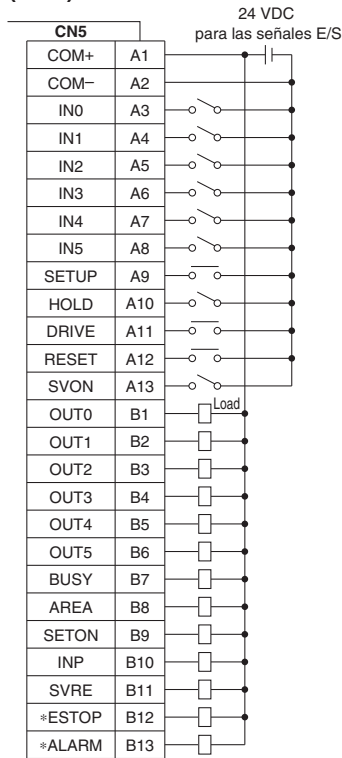 24 VDC
para las señales E/S
CN5
COM+ A1
COM− A2
IN0 A3
IN1 A4
IN2 A5
IN3 A6
IN4 A7
IN5 A8
SETUP A9
HOLD A10
DRIVE A11
RESET A12
SVON A13
OUT0 B1 Load
OUT1 B2
OUT2 B3
OUT3 B4
OUT4 B5
OUT5 B6
BUSY B7
AREA B8
SETON B9
INP B10
SVRE B11
∗ESTOP B12
∗ALARM B13